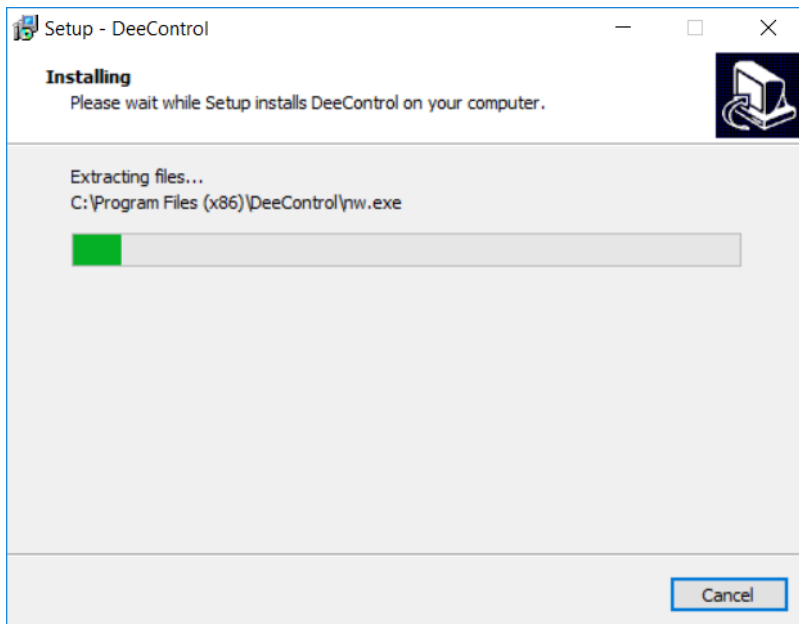 Setup - DeeControl
Installing
Please wait while Setup installs DeeControl on your computer.
Extracting files...
C:\Program Files (x86)\DeeControl\nw.exe
Cancel